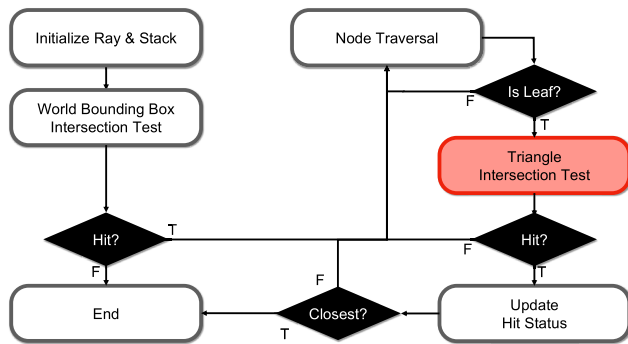 Initialize Ray & Stack
Node Traversal
World Bounding Box
Intersection Test
Is Leaf?
F
T
Triangle
Intersection Test
Hit?
T
F
Hit?
F
T
F
End
Closest?
T
Update
Hit Status